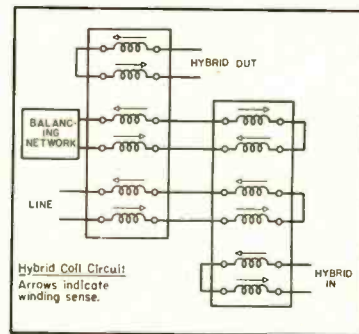 HYBRID OUT
BALANC-
ING
NETWORK
LINE
HYBRID
IN
Hybrid Coil Circuit
Arrows indicate
winding sense.